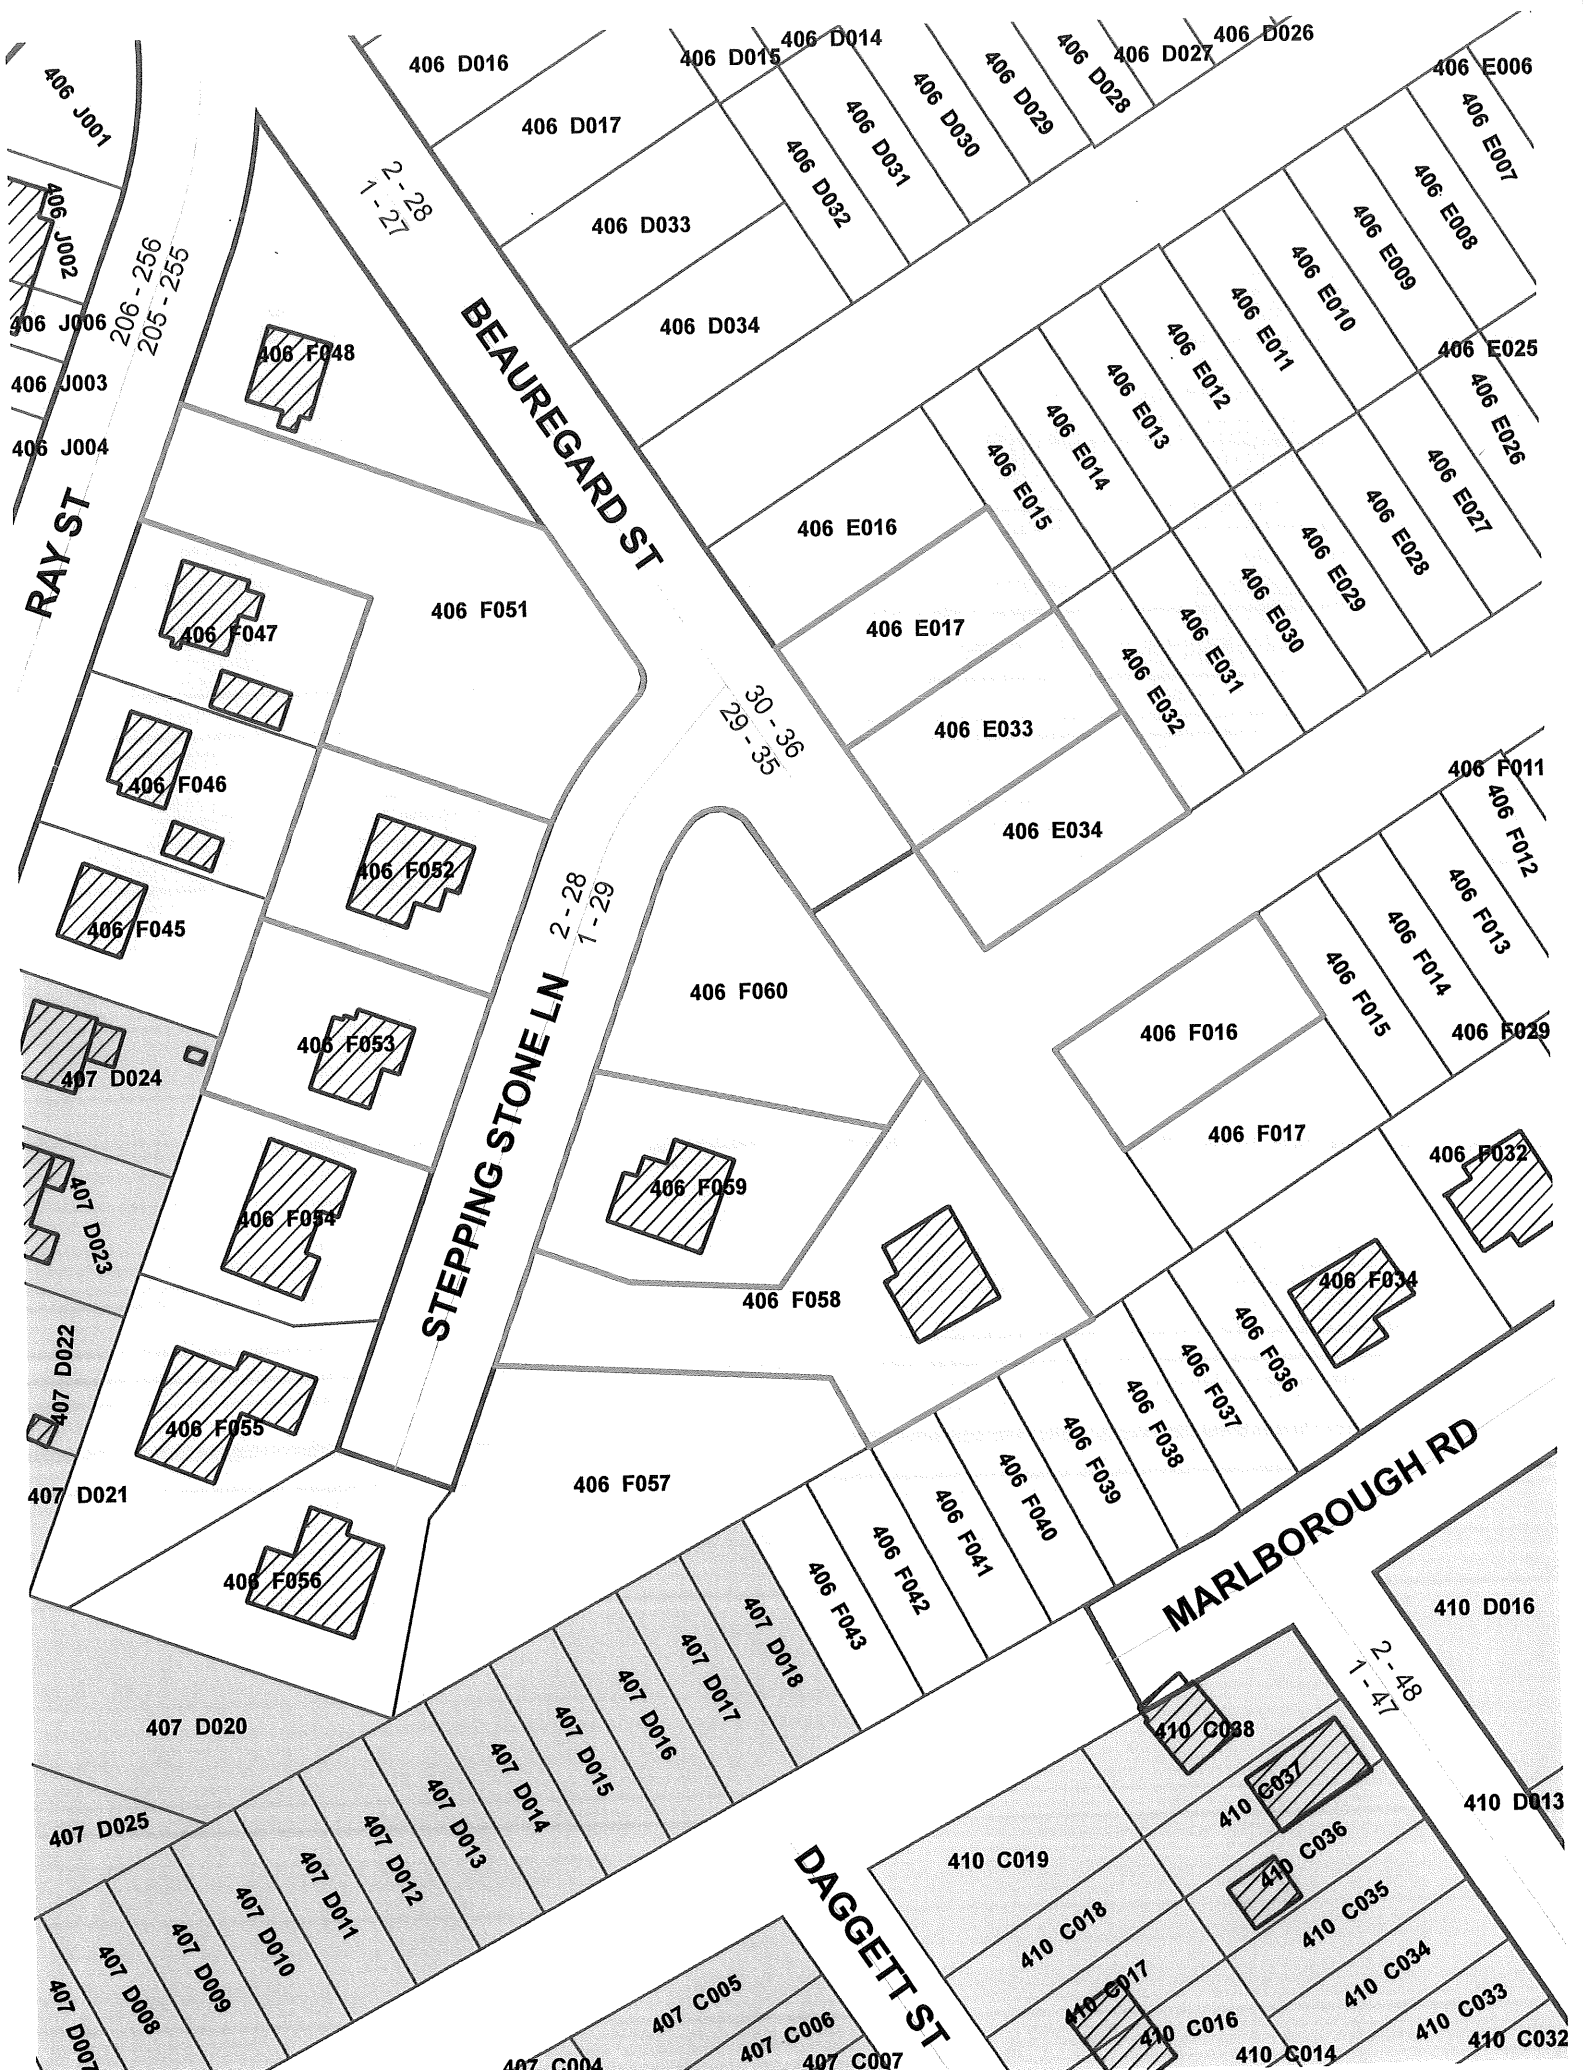 406 D014
406 D026
406 D016
406 D015
406 D027
406 D028
406 D029
406 D030
406 D031
406 D032
406 E006
406 E007
406 J001
406 D017
2 - 28
1 - 27
406 J002
406 D033
406 E008
406 E009
406 E010
406 E011
206 - 256
205 - 255
406 J006
406 D034
406 F048
406 E025
406 E012
406 E013
406 E014
406 E015
406 J003
406 J004
BEAUREGARD ST
406 E026
406 E027
406 E028
406 E029
406 E030
406 E031
406 E032
406 E016
RAY ST
406 F051
406 E017
406 F047
30 - 36
29 - 35
406 E033
406 F046
406 F011
406 F012
406 F013
406 F014
406 F015
406 E034
406 F052
2 - 28
1 - 29
406 F045
406 F060
406 F016
406 F029
406 F053
STEPPING STONE LN
407 D024
406 F017
406 F032
406 F059
407 D023
406 F054
406 F034
406 F058
407 D022
406 F036
406 F037
406 F038
406 F039
406 F040
406 F041
406 F042
406 F043
406 F055
406 F057
407 D021
MARLBOROUGH RD
406 F056
410 D016
407 D018
407 D017
407 D016
407 D015
407 D014
407 D013
407 D012
407 D011
407 D010
407 D009
407 D008
407 D007
2 - 48
1 - 47
407 D020
410 C038
410 C037
410 D013
407 D025
410 C036
410 C019
DAGGETT ST
410 C035
410 C018
410 C034
410 C017
407 C005
410 C033
410 C016
407 C006
410 C032
410 C014
407 C004
407 C007